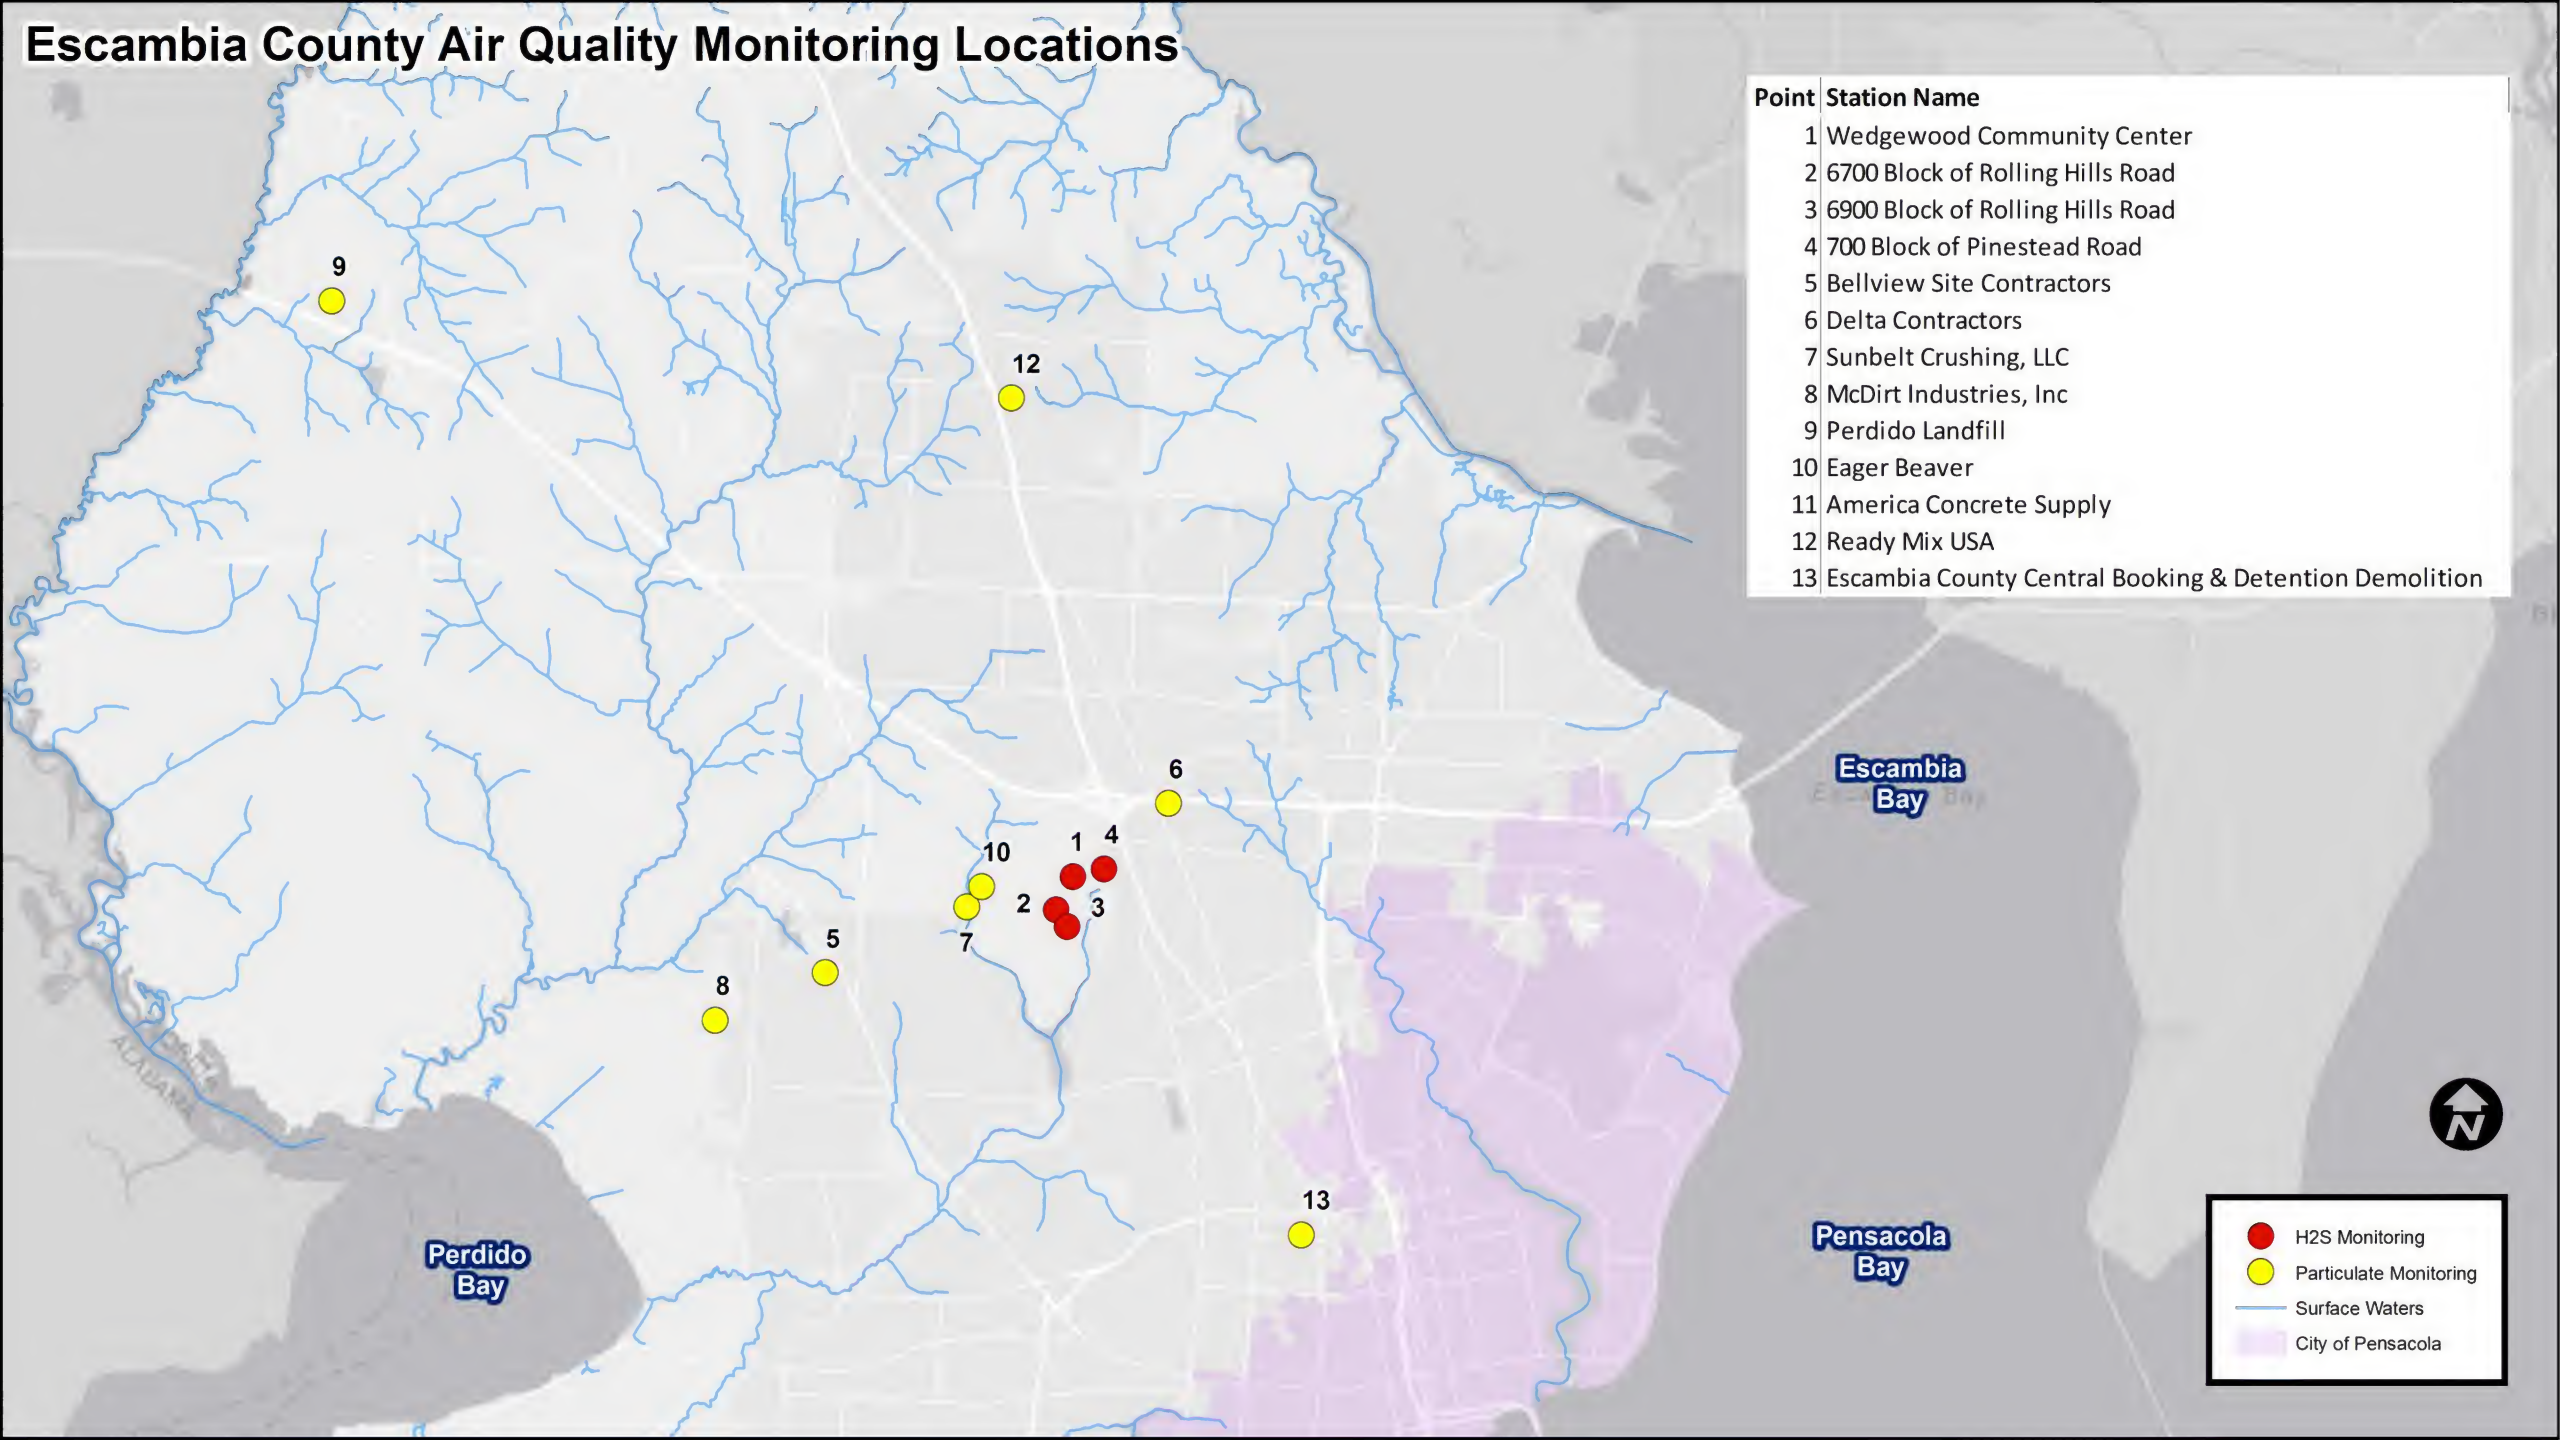 Escambia County Air Quality Monitoring Locations
Point Station Name
1 Wedgewood Community Center
2 6700 Block of Rolling Hills Road
3 6900 Block of Rolling Hills Road
4 700 Block of Pinestead Road
5 Bellview Site Contractors
6 Delta Contractors
7 Sunbelt Crushing, LLC
8 McDirt Industries, Inc
9 Perdido Landfill
10 Eager Beaver
11 America Concrete Supply
12 Ready Mix USA
13 Escambia County Central Booking & Detention Demolition
9
12
6
1
4
10
2
3
7
5
8
13
Escambia
Bay
Perdido
Bay
Pensacola
Bay
ALABAMA
N
H2S Monitoring
Particulate Monitoring
Surface Waters
City of Pensacola